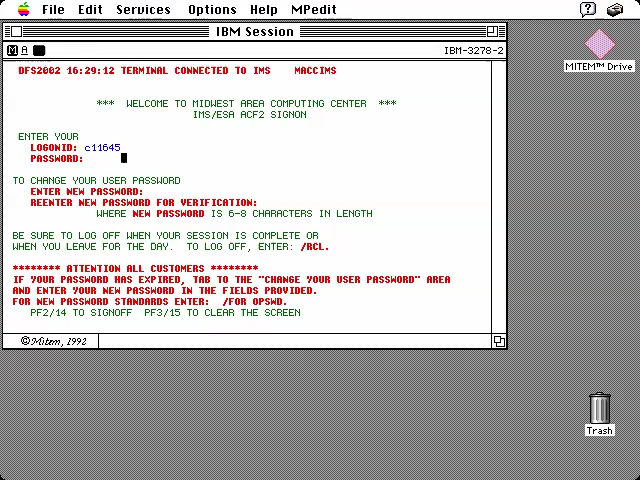 File Edit Services Options Help MPedit
IBM Session
M A IBM-3278-2
DFS2002 16:29:12 TERMINAL CONNECTED TO IMS MACCIMS
*** WELCOME TO MIDWEST AREA COMPUTING CENTER ***
IMS/ESA ACF2 SIGNON
ENTER YOUR
LOGONID: c11645
PASSWORD:
TO CHANGE YOUR USER PASSWORD
ENTER NEW PASSWORD:
REENTER NEW PASSWORD FOR VERIFICATION:
WHERE NEW PASSWORD IS 6-8 CHARACTERS IN LENGTH
BE SURE TO LOG OFF WHEN YOUR SESSION IS COMPLETE OR
WHEN YOU LEAVE FOR THE DAY. TO LOG OFF, ENTER: /RCL.
******** ATTENTION ALL CUSTOMERS ********
IF YOUR PASSWORD HAS EXPIRED, TAB TO THE "CHANGE YOUR USER PASSWORD" AREA
AND ENTER YOUR NEW PASSWORD IN THE FIELDS PROVIDED.
FOR NEW PASSWORD STANDARDS ENTER: /FOR OPSWD.
PF2/14 TO SIGNOFF PF3/15 TO CLEAR THE SCREEN
©Mitem, 1992
MITEM™ Drive
Trash